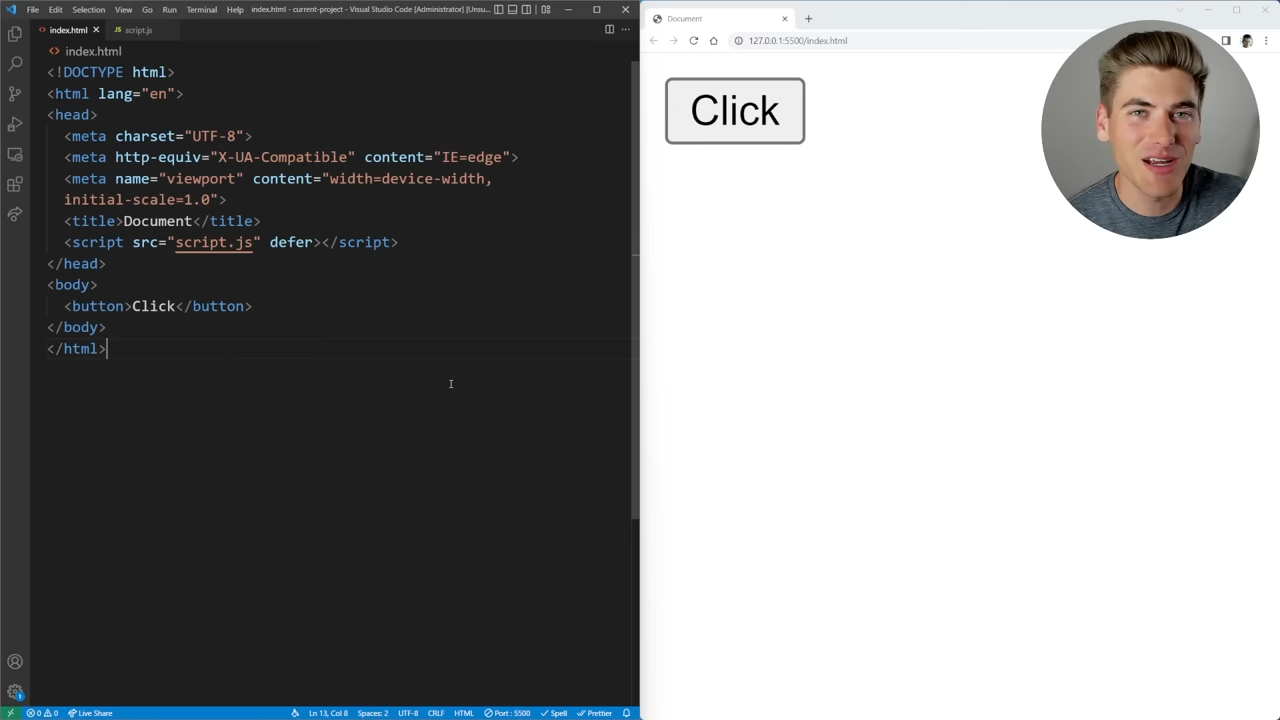 File Edit Selection View Go Run Terminal Help index.html - current-project - Visual Studio Code [Administrator] [Unsu...
index.html script.js
index.html
<!DOCTYPE html>
<html lang="en">
<head>
<meta charset="UTF-8">
<meta http-equiv="X-UA-Compatible" content="IE=edge">
<meta name="viewport" content="width=device-width,
initial-scale=1.0">
<title>Document</title>
<script src="script.js" defer></script>
</head>
<body>
<button>Click</button>
</body>
</html>
0 0 Live Share Ln 13, Col 8 Spaces: 2 UTF-8 CRLF HTML Port : 5500 Spell Prettier
1
Document
127.0.0.1:5500/index.html
Click